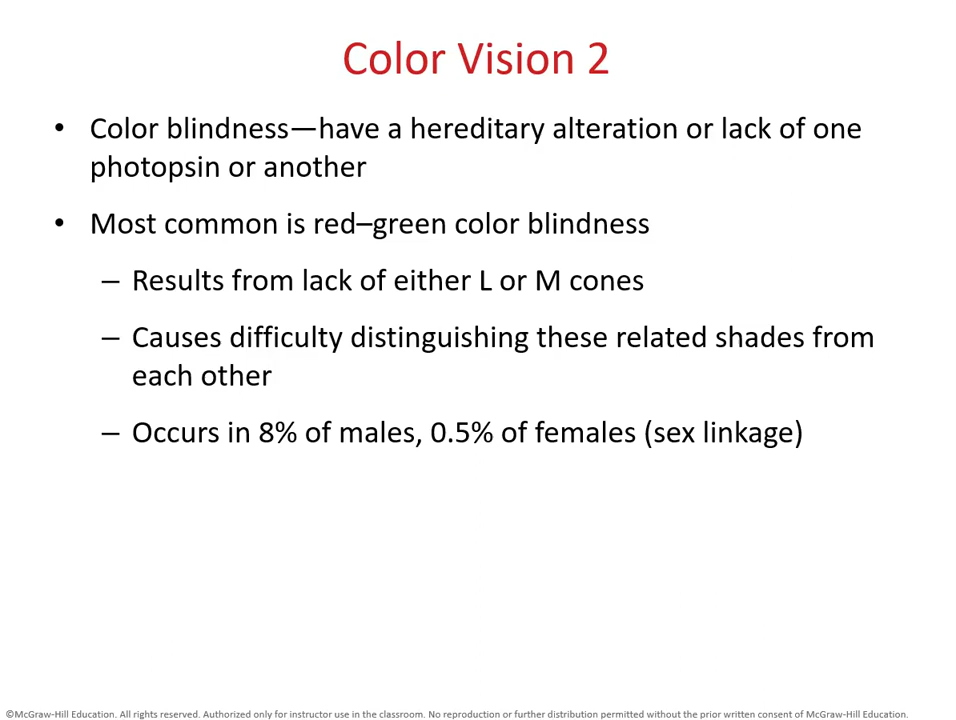 Color Vision 2
• Color blindness—have a hereditary alteration or lack of one
photopsin or another
• Most common is red–green color blindness
– Results from lack of either L or M cones
– Causes difficulty distinguishing these related shades from
each other
– Occurs in 8% of males, 0.5% of females (sex linkage)
©McGraw-Hill Education. All rights reserved. Authorized only for instructor use in the classroom. No reproduction or further distribution permitted without the prior written consent of McGraw-Hill Education.